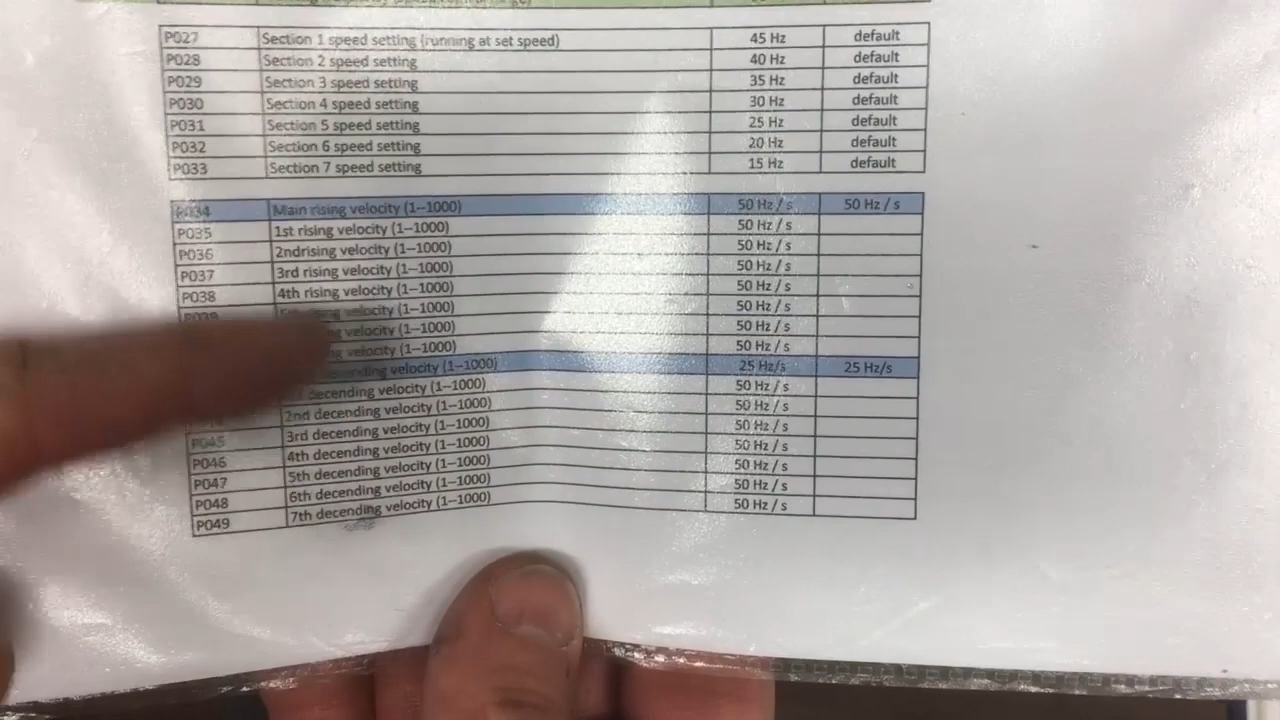 P027 Section 1 speed setting (running at set speed) 45 Hz default
P028 Section 2 speed setting 40 Hz default
P029 Section 3 speed setting 35 Hz default
P030 Section 4 speed setting 30 Hz default
P031 Section 5 speed setting 25 Hz default
P032 Section 6 speed setting 20 Hz default
P033 Section 7 speed setting 15 Hz default
P034 Main rising velocity (1--1000) 50 Hz / s 50 Hz / s
P035 1st rising velocity (1--1000) 50 Hz / s
P036 2ndrising velocity (1--1000) 50 Hz / s
P037 3rd rising velocity (1--1000) 50 Hz / s
P038 4th rising velocity (1--1000) 50 Hz / s
P039 rising velocity (1--1000) 50 Hz / s
velocity (1--1000) 50 Hz / s
velocity (1--1000) 50 Hz / s
velocity (1--1000) 25 Hz/s 25 Hz/s
decending velocity (1--1000) 50 Hz / s
2nd decending velocity (1--1000) 50 Hz / s
P045 3rd decending velocity (1--1000) 50 Hz / s
P046 4th decending velocity (1--1000) 50 Hz / s
P047 5th decending velocity (1--1000) 50 Hz / s
P048 6th decending velocity (1--1000) 50 Hz / s
P049 7th decending velocity (1--1000) 50 Hz / s